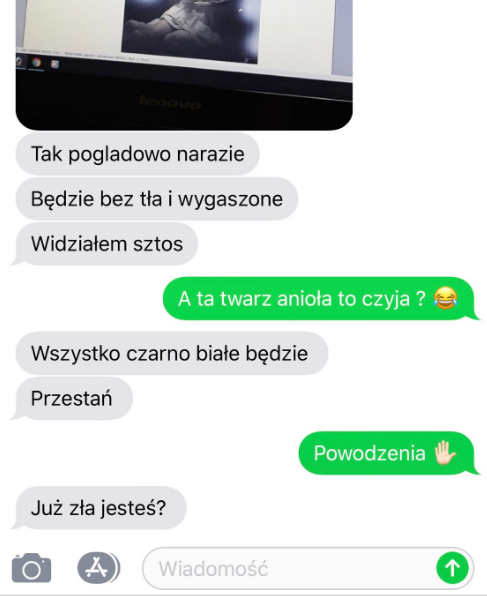 lenovo
Tak pogladowo narazie
Będzie bez tła i wygaszone
Widziałem sztos
A ta twarz anioła to czyja ? 😂
Wszystko czarno białe będzie
Przestań
Powodzenia 🖐🏻
Już zła jesteś?
Wiadomość